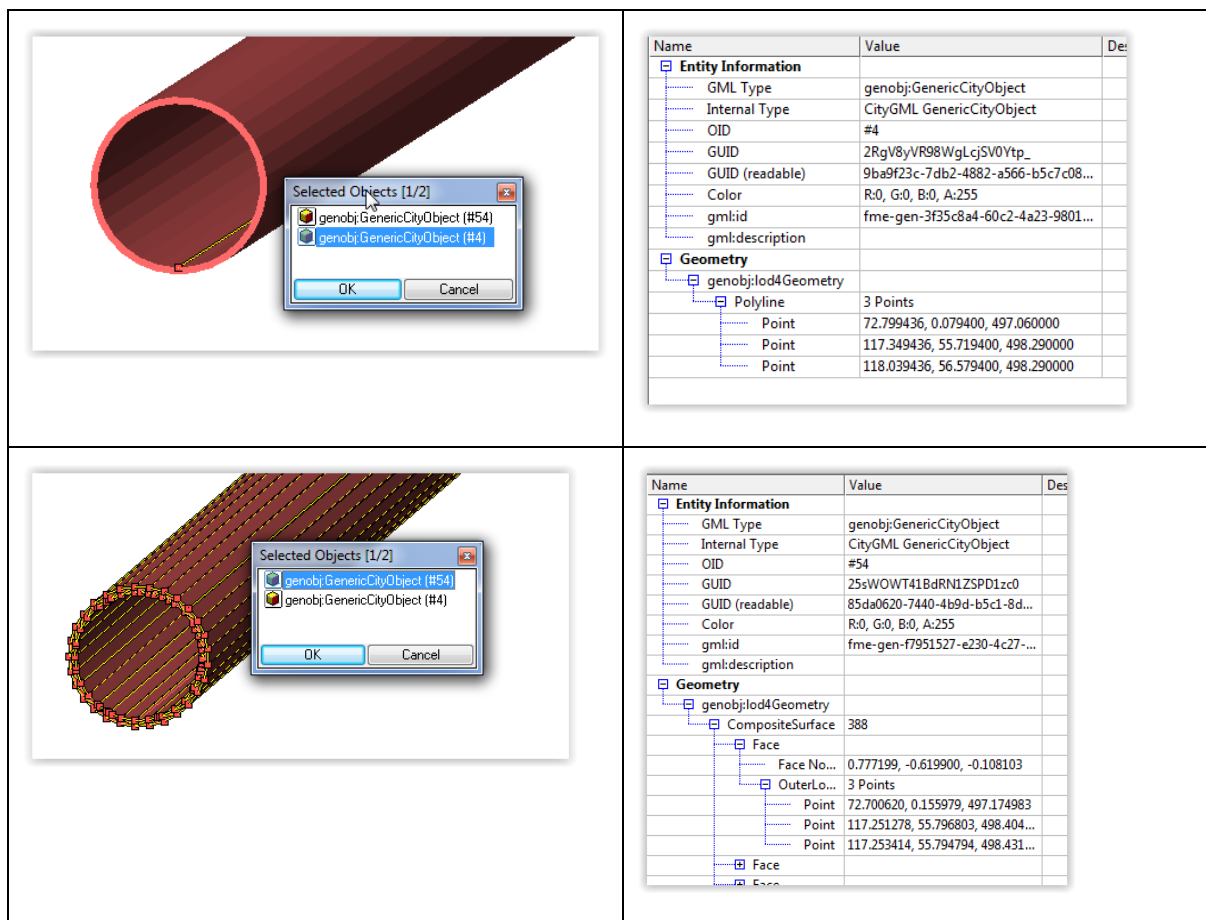 Selected Objects [1/2]
genobj:GenericCityObject (#54)
genobj:GenericCityObject (#4)
OK Cancel
Name Value Des
Entity Information
GML Type genobj:GenericCityObject
Internal Type CityGML GenericCityObject
OID #4
GUID 2RgV8yVR98WgLcjSV0Ytp_
GUID (readable) 9ba9f23c-7db2-4882-a566-b5c7c08...
Color R:0, G:0, B:0, A:255
gml:id fme-gen-3f35c8a4-60c2-4a23-9801...
gml:description
Geometry
genobj:lod4Geometry
Polyline 3 Points
Point 72.799436, 0.079400, 497.060000
Point 117.349436, 55.719400, 498.290000
Point 118.039436, 56.579400, 498.290000
Selected Objects [1/2]
genobj:GenericCityObject (#54)
genobj:GenericCityObject (#4)
OK Cancel
Name Value Des
Entity Information
GML Type genobj:GenericCityObject
Internal Type CityGML GenericCityObject
OID #54
GUID 25sWOWT41BdRN1ZSPD1zc0
GUID (readable) 85da0620-7440-4b9d-b5c1-8d...
Color R:0, G:0, B:0, A:255
gml:id fme-gen-f7951527-e230-4c27-...
gml:description
Geometry
genobj:lod4Geometry
CompositeSurface 388
Face
Face No... 0.777199, -0.619900, -0.108103
OuterLo... 3 Points
Point 72.700620, 0.155979, 497.174983
Point 117.251278, 55.796803, 498.404...
Point 117.253414, 55.794794, 498.431...
Face
Face